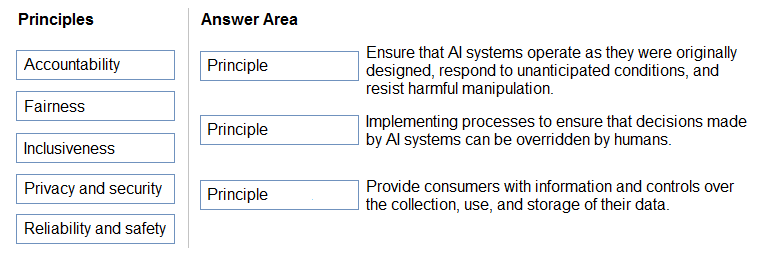 Principles
Answer Area
Accountability
Fairness
Inclusiveness
Privacy and security
Reliability and safety
Principle
Ensure that AI systems operate as they were originally
designed, respond to unanticipated conditions, and
resist harmful manipulation.
Principle
Implementing processes to ensure that decisions made
by AI systems can be overridden by humans.
Principle
Provide consumers with information and controls over
the collection, use, and storage of their data.